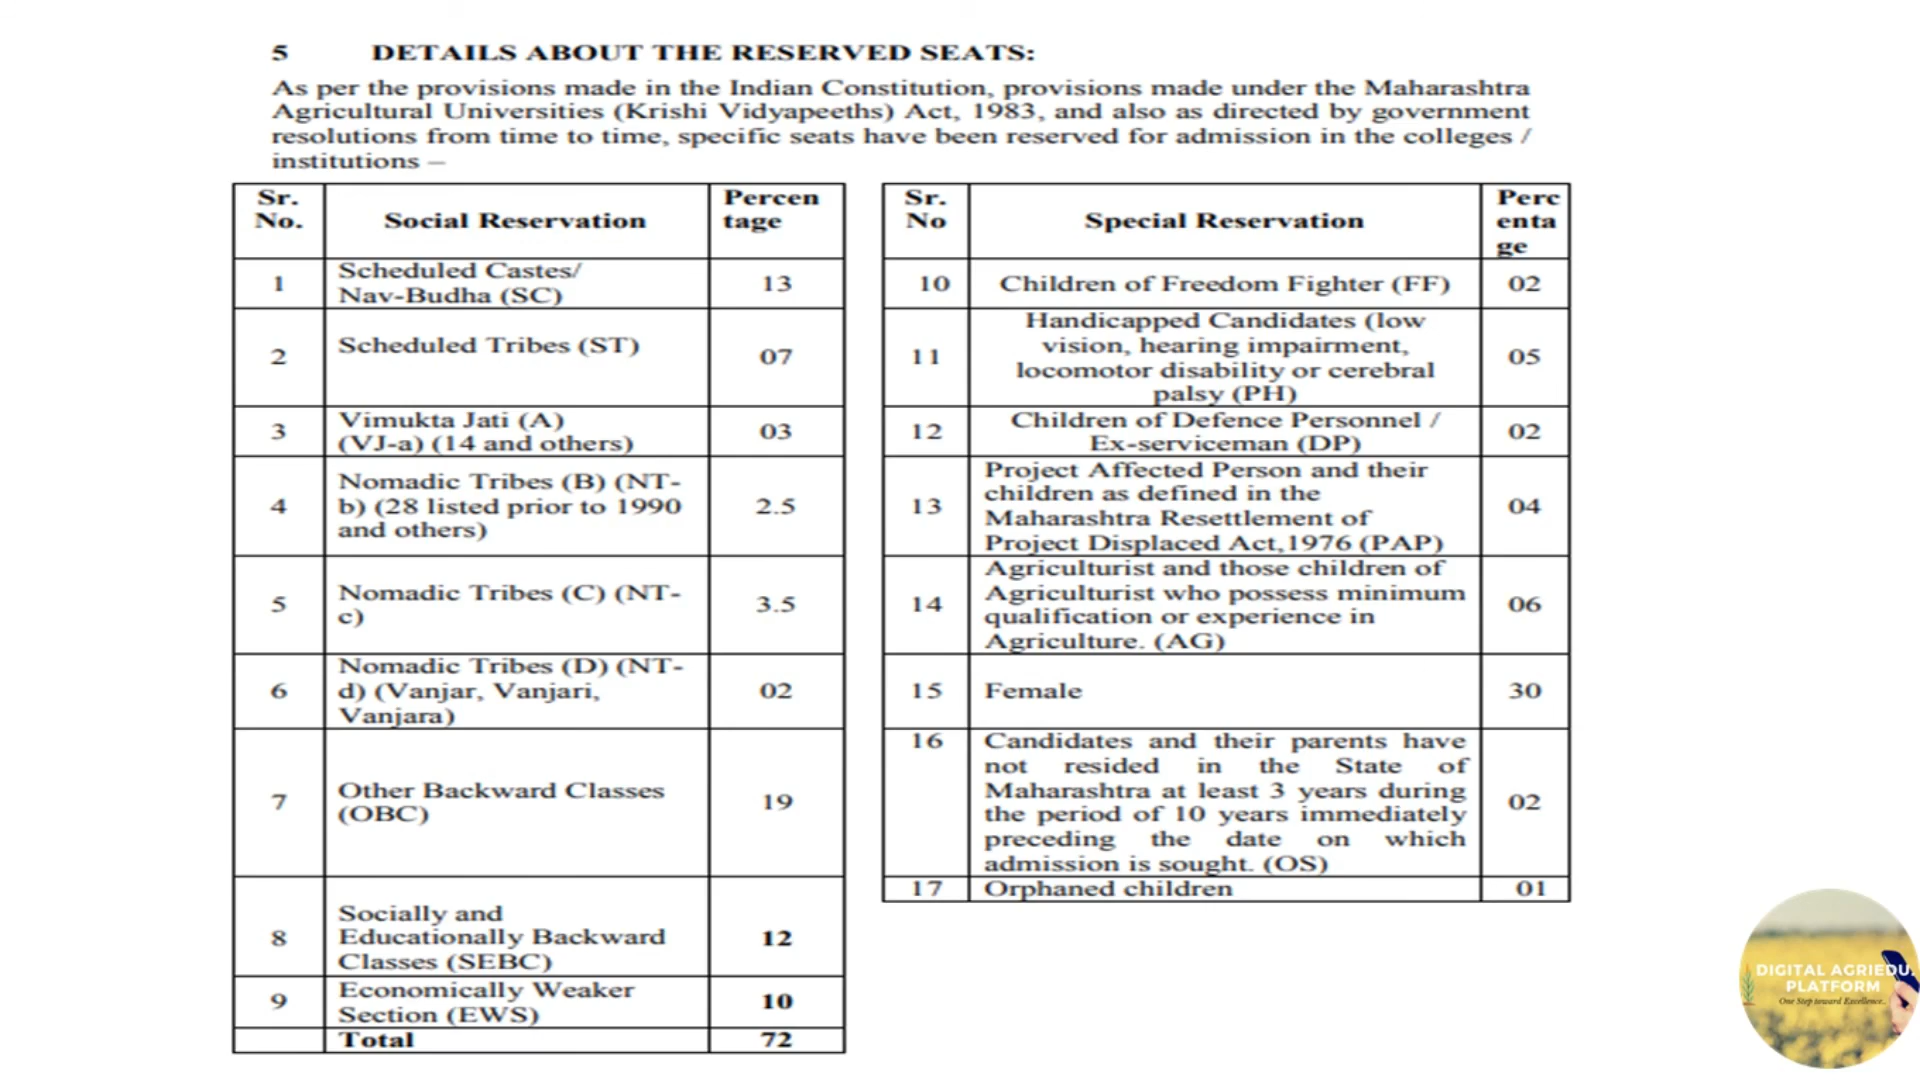 5 DETAILS ABOUT THE RESERVED SEATS:
As per the provisions made in the Indian Constitution, provisions made under the Maharashtra
Agricultural Universities (Krishi Vidyapeeths) Act, 1983, and also as directed by government
resolutions from time to time, specific seats have been reserved for admission in the colleges /
institutions –
Sr.
No.
Social Reservation
Percen
tage
1
Scheduled Castes/
Nav-Budha (SC)
13
2
Scheduled Tribes (ST)
07
3
Vimukta Jati (A)
(VJ-a) (14 and others)
03
4
Nomadic Tribes (B) (NT-
b) (28 listed prior to 1990
and others)
2.5
5
Nomadic Tribes (C) (NT-
c)
3.5
6
Nomadic Tribes (D) (NT-
d) (Vanjar, Vanjari,
Vanjara)
02
7
Other Backward Classes
(OBC)
19
8
Socially and
Educationally Backward
Classes (SEBC)
12
9
Economically Weaker
Section (EWS)
10
Total
72
Sr.
No
Special Reservation
Perc
enta
ge
10
Children of Freedom Fighter (FF)
02
11
Handicapped Candidates (low
vision, hearing impairment,
locomotor disability or cerebral
palsy (PH)
05
12
Children of Defence Personnel /
Ex-serviceman (DP)
02
13
Project Affected Person and their
children as defined in the
Maharashtra Resettlement of
Project Displaced Act,1976 (PAP)
04
14
Agriculturist and those children of
Agriculturist who possess minimum
qualification or experience in
Agriculture. (AG)
06
15
Female
30
16
Candidates and their parents have
not resided in the State of
Maharashtra at least 3 years during
the period of 10 years immediately
preceding the date on which
admission is sought. (OS)
02
17
Orphaned children
01
DIGITAL AGRIEDU.
PLATFORM
One Step toward Excellence..